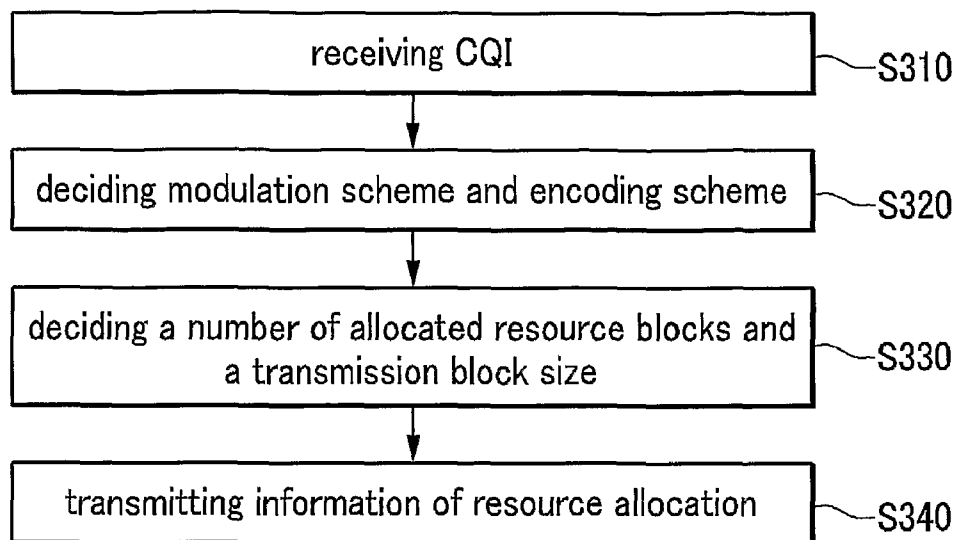 receiving CQI
S310
deciding modulation scheme and encoding scheme
S320
deciding a number of allocated resource blocks and
a transmission block size
S330
transmitting information of resource allocation
S340